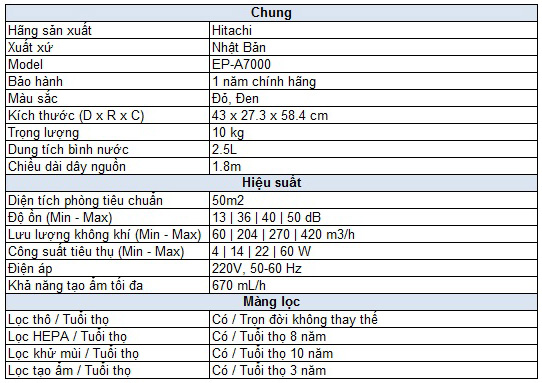 Chung
Hãng sản xuất Hitachi
Xuất xứ Nhật Bản
Model EP-A7000
Bảo hành 1 năm chính hãng
Màu sắc Đỏ, Đen
Kích thước (D x R x C) 43 x 27.3 x 58.4 cm
Trọng lượng 10 kg
Dung tích bình nước 2.5L
Chiều dài dây nguồn 1.8m
Hiệu suất
Diện tích phòng tiêu chuẩn 50m2
Độ ồn (Min - Max) 13 | 36 | 40 | 50 dB
Lưu lượng không khí (Min - Max) 60 | 204 | 270 | 420 m3/h
Công suất tiêu thụ (Min - Max) 4 | 14 | 22 | 60 W
Điện áp 220V, 50-60 Hz
Khả năng tạo ẩm tối đa 670 mL/h
Màng lọc
Lọc thô / Tuổi thọ Có / Trọn đời không thay thế
Lọc HEPA / Tuổi thọ Có / Tuổi thọ 8 năm
Lọc khử mùi / Tuổi thọ Có / Tuổi thọ 10 năm
Lọc tạo ẩm / Tuổi thọ Có / Tuổi thọ 3 năm